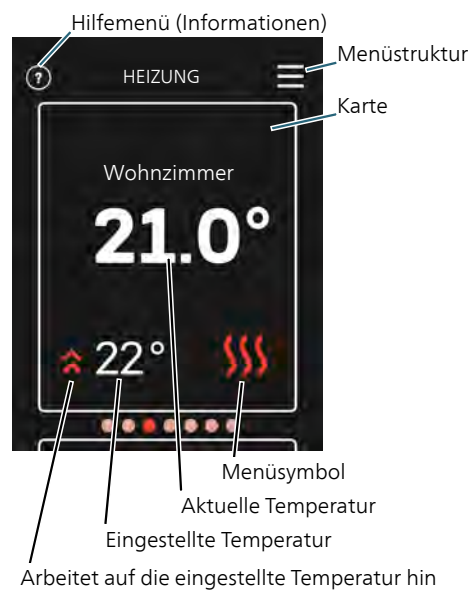 Hilfemenü (Informationen)
Menüstruktur
?
HEIZUNG
Karte
Wohnzimmer
21.0°
22°
Menüsymbol
Aktuelle Temperatur
Eingestellte Temperatur
Arbeitet auf die eingestellte Temperatur hin